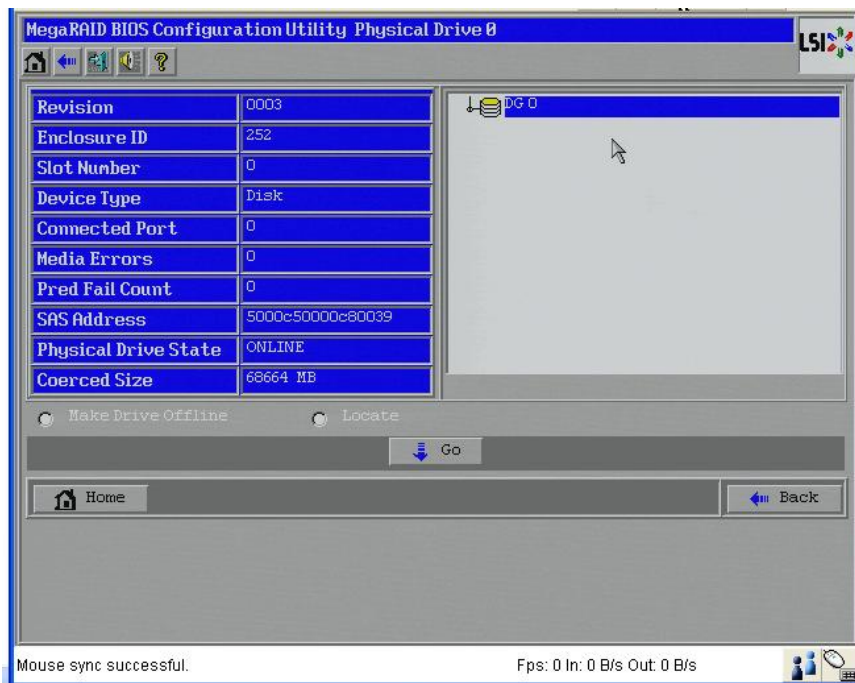 MegaRAID BIOS Configuration Utility Physical Drive 0
LSI
Revision 0003
Enclosure ID 252
Slot Number 0
Device Type Disk
Connected Port 0
Media Errors 0
Pred Fail Count 0
SAS Address 5000c50000c80039
Physical Drive State ONLINE
Coerced Size 68664 MB
DG 0
Make Drive Offline Locate
Go
Home Back
Mouse sync successful. Fps: 0 In: 0 B/s Out: 0 B/s